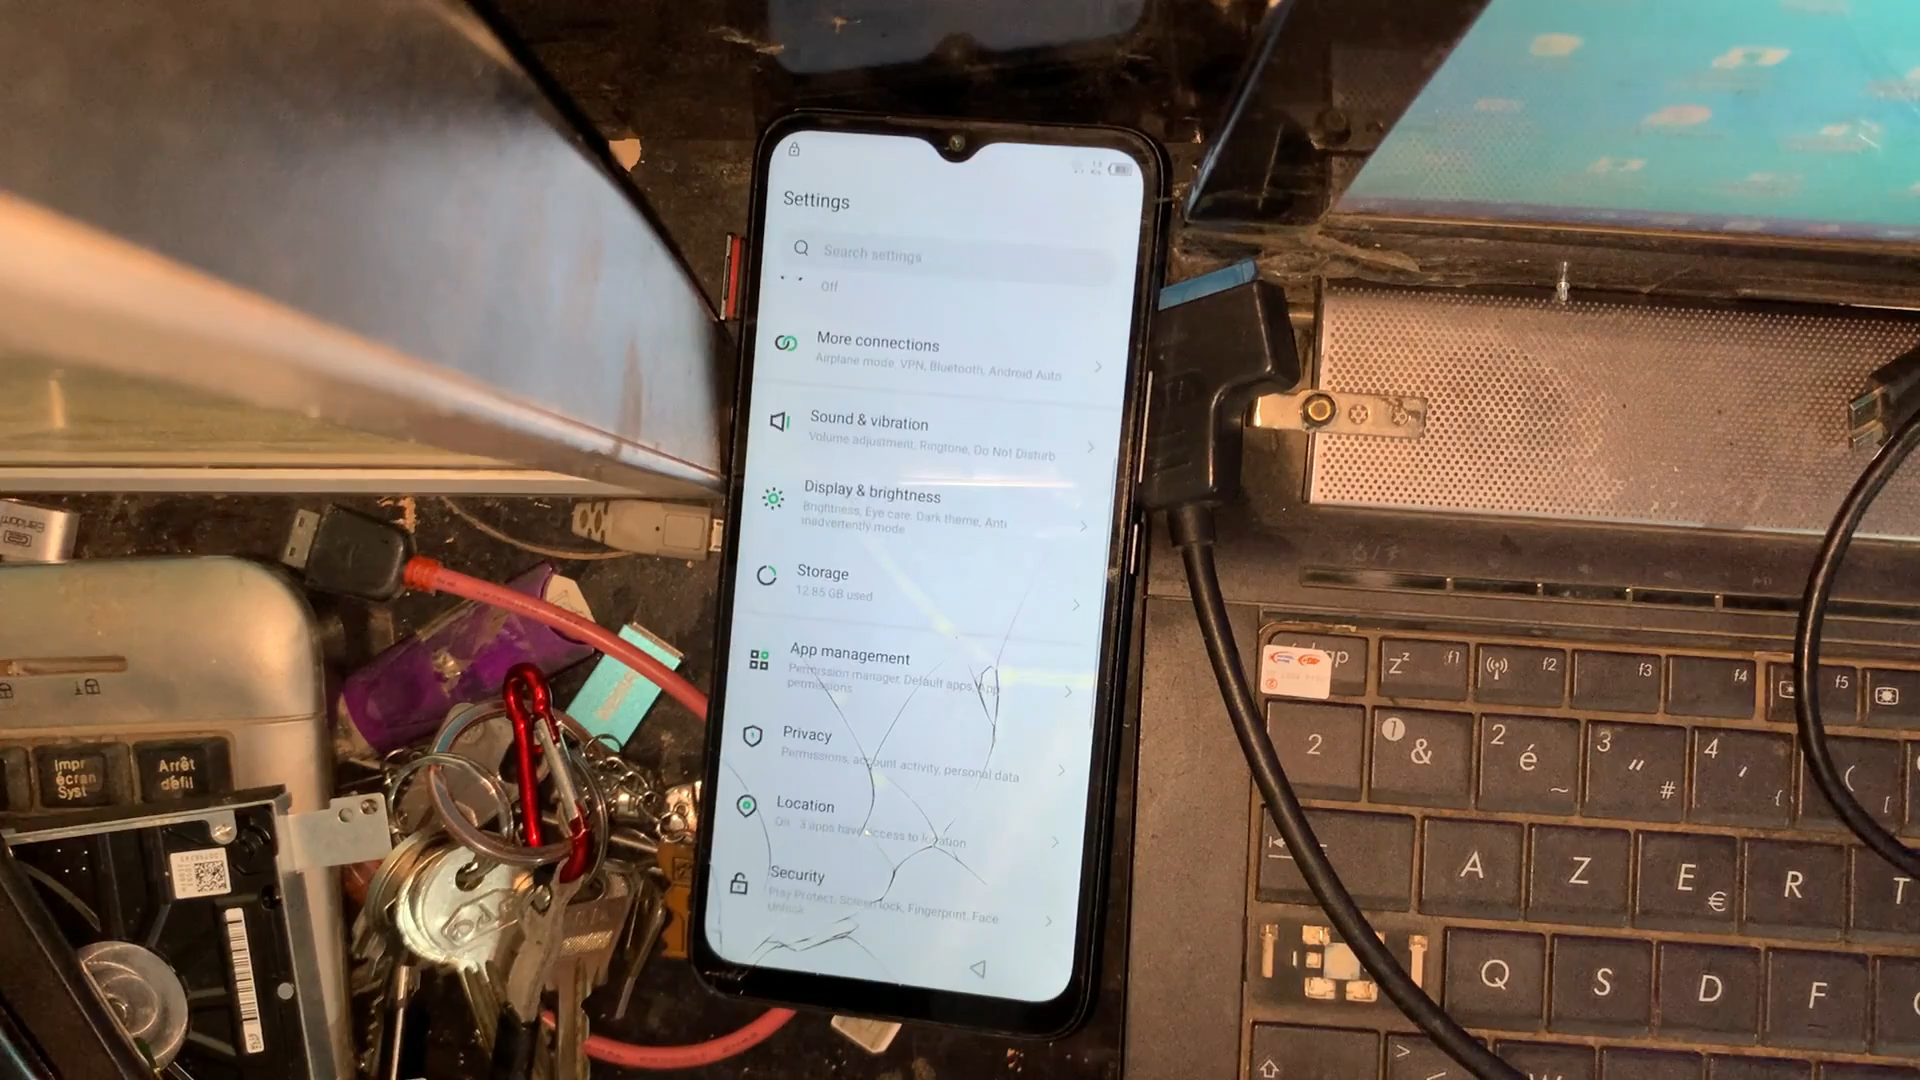 Settings
Search settings
Off
More connections
Airplane mode, VPN, Bluetooth, Android Auto
Sound & vibration
Volume adjustment, Ringtone, Do Not Disturb
Display & brightness
Brightness, Eye care, Dark theme, Anti
inadvertently mode
Storage
12.85 GB used
App management
Permission manager, Default apps, App
permissions
Privacy
Permissions, account activity, personal data
Location
3 apps have access to location
Security
Play Protect, Screen lock, Fingerprint, Face
Unlock
Impr
écran
Syst
Arrêt
défil
f1
f2
f3
f4
f5
2
1 &
2 é ~
3 " #
4 ' {
( [
A
Z
E €
R
T
Q
S
D
F
>
<
W